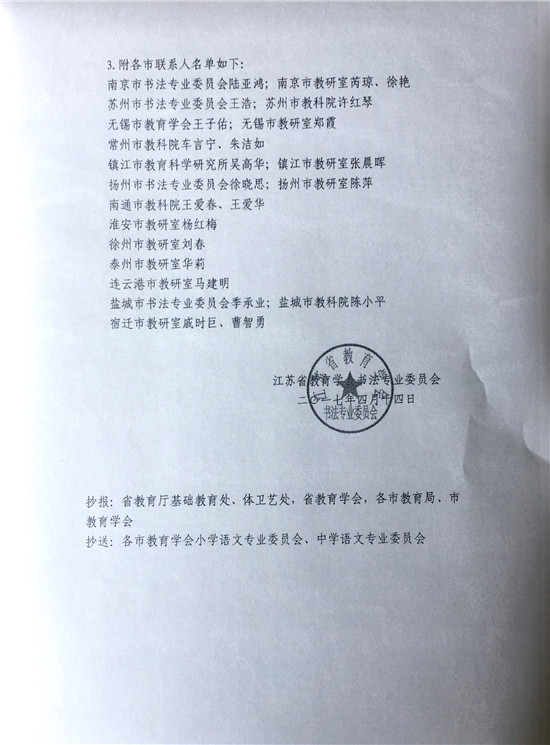 3.附各市联系人名单如下：
南京市书法专业委员会陆亚鸿；南京市教研室芮琼、徐艳
苏州市书法专业委员会王浩；苏州市教科院许红琴
无锡市教育学会王子佑；无锡市教研室郑霞
常州市教科院车言宁、朱洁如
镇江市教育科学研究所吴高华；镇江市教研室张晨晖
扬州市书法专业委员会徐晓思；扬州市教研室陈萍
南通市教科院王爱春、王爱华
淮安市教研室杨红梅
徐州市教研室刘春
泰州市教研室华莉
连云港市教研室马建明
盐城市书法专业委员会季承业；盐城市教科院陈小平
宿迁市教研室戚时巨、曹智勇
江苏省教育学会书法专业委员会
二〇一七年四月十四日
江苏省教育学会
书法专业委员会
抄报：省教育厅基础教育处、体卫艺处，省教育学会，各市教育局、市
教育学会
抄送：各市教育学会小学语文专业委员会、中学语文专业委员会